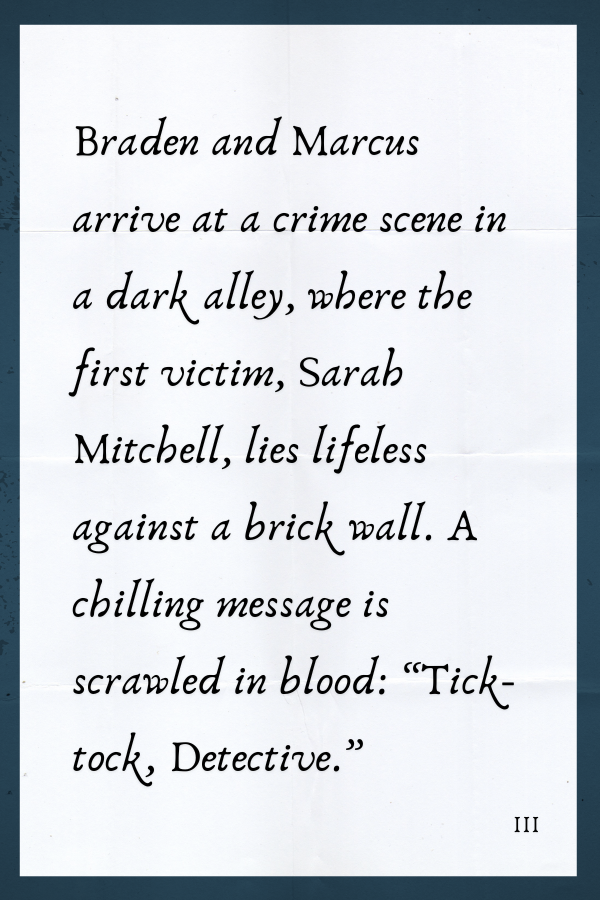 Braden and Marcus
arrive at a crime scene in
a dark alley, where the
first victim, Sarah
Mitchell, lies lifeless
against a brick wall. A
chilling message is
scrawled in blood: “Tick-
tock, Detective.”
III